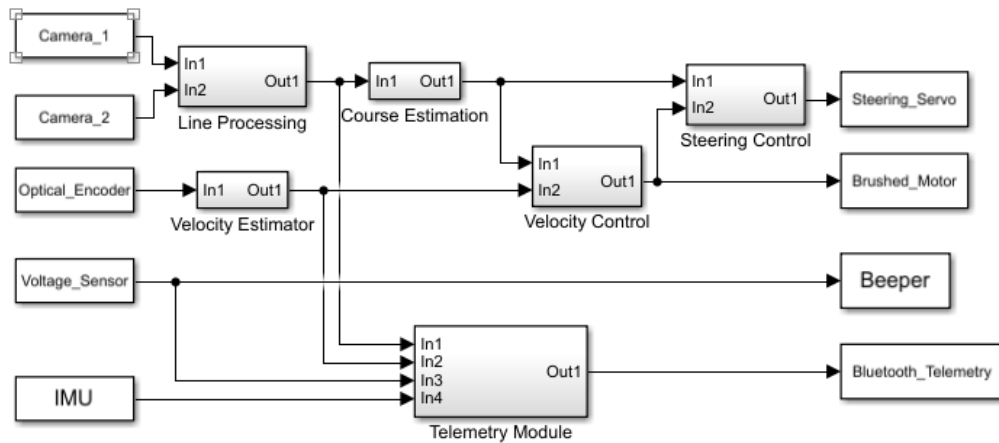 Camera_1
In1
In2
Out1
Line Processing
In1
Out1
Course Estimation
In1
In2
Out1
Steering Control
Steering_Servo
Camera_2
Optical_Encoder
In1
Out1
Velocity Estimator
In1
In2
Out1
Velocity Control
Brushed_Motor
Voltage_Sensor
Beeper
In1
In2
In3
In4
Out1
Telemetry Module
Bluetooth_Telemetry
IMU